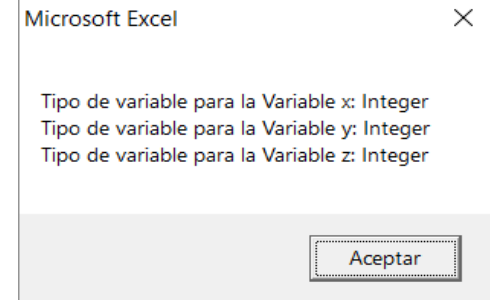 Microsoft Excel
Tipo de variable para la Variable x: Integer
Tipo de variable para la Variable y: Integer
Tipo de variable para la Variable z: Integer
Aceptar